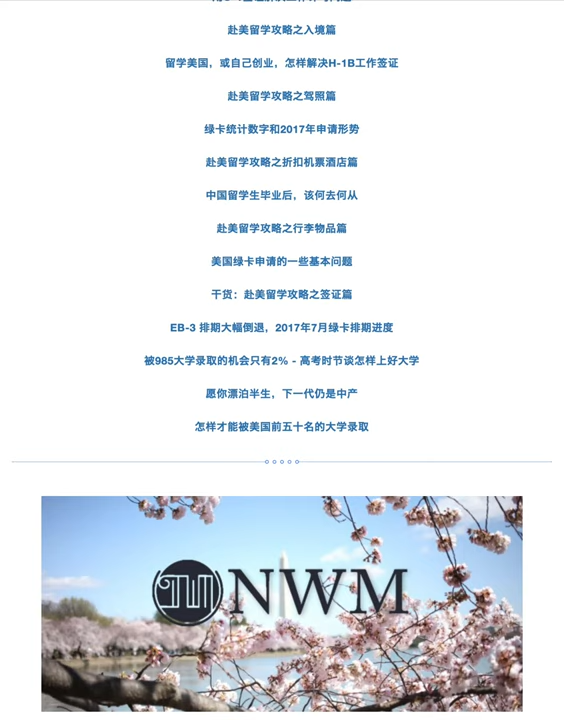 赴美留学攻略之入境篇
留学美国，或自己创业，怎样解决H-1B工作签证
赴美留学攻略之驾照篇
绿卡统计数字和2017年申请形势
赴美留学攻略之折扣机票酒店篇
中国留学生毕业后，该何去何从
赴美留学攻略之行李物品篇
美国绿卡申请的一些基本问题
干货：赴美留学攻略之签证篇
EB-3 排期大幅倒退，2017年7月绿卡排期进度
被985大学录取的机会只有2% - 高考时节谈怎样上好大学
愿你漂泊半生，下一代仍是中产
怎样才能被美国前五十名的大学录取
NWM